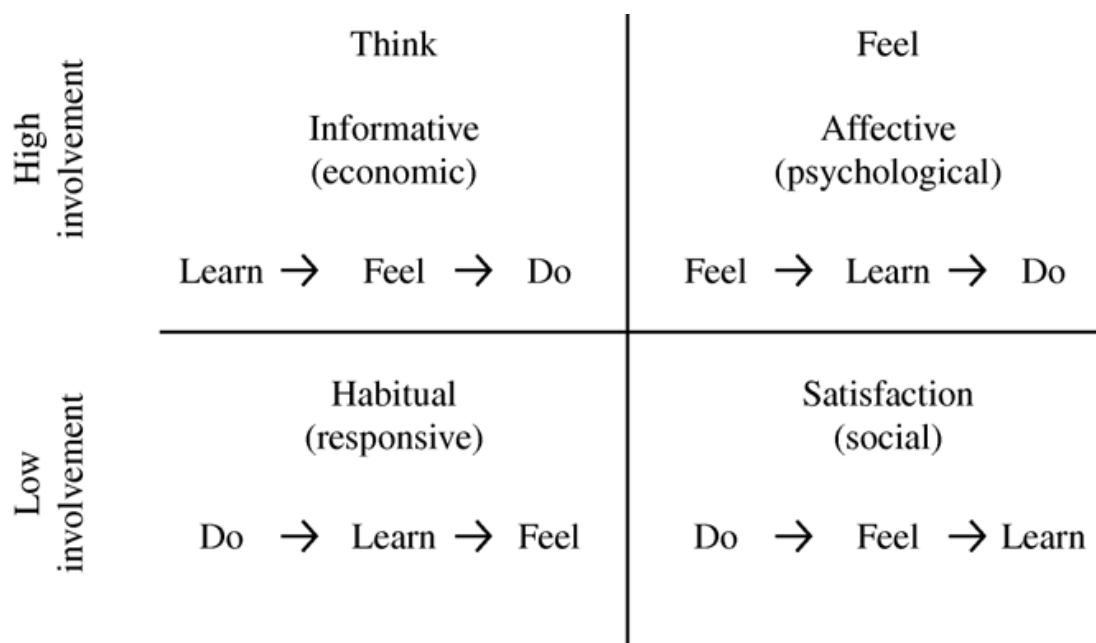 Think
Feel
High
involvement
Informative
(economic)
Affective
(psychological)
Learn → Feel → Do
Feel → Learn → Do
Low
involvement
Habitual
(responsive)
Satisfaction
(social)
Do → Learn → Feel
Do → Feel → Learn